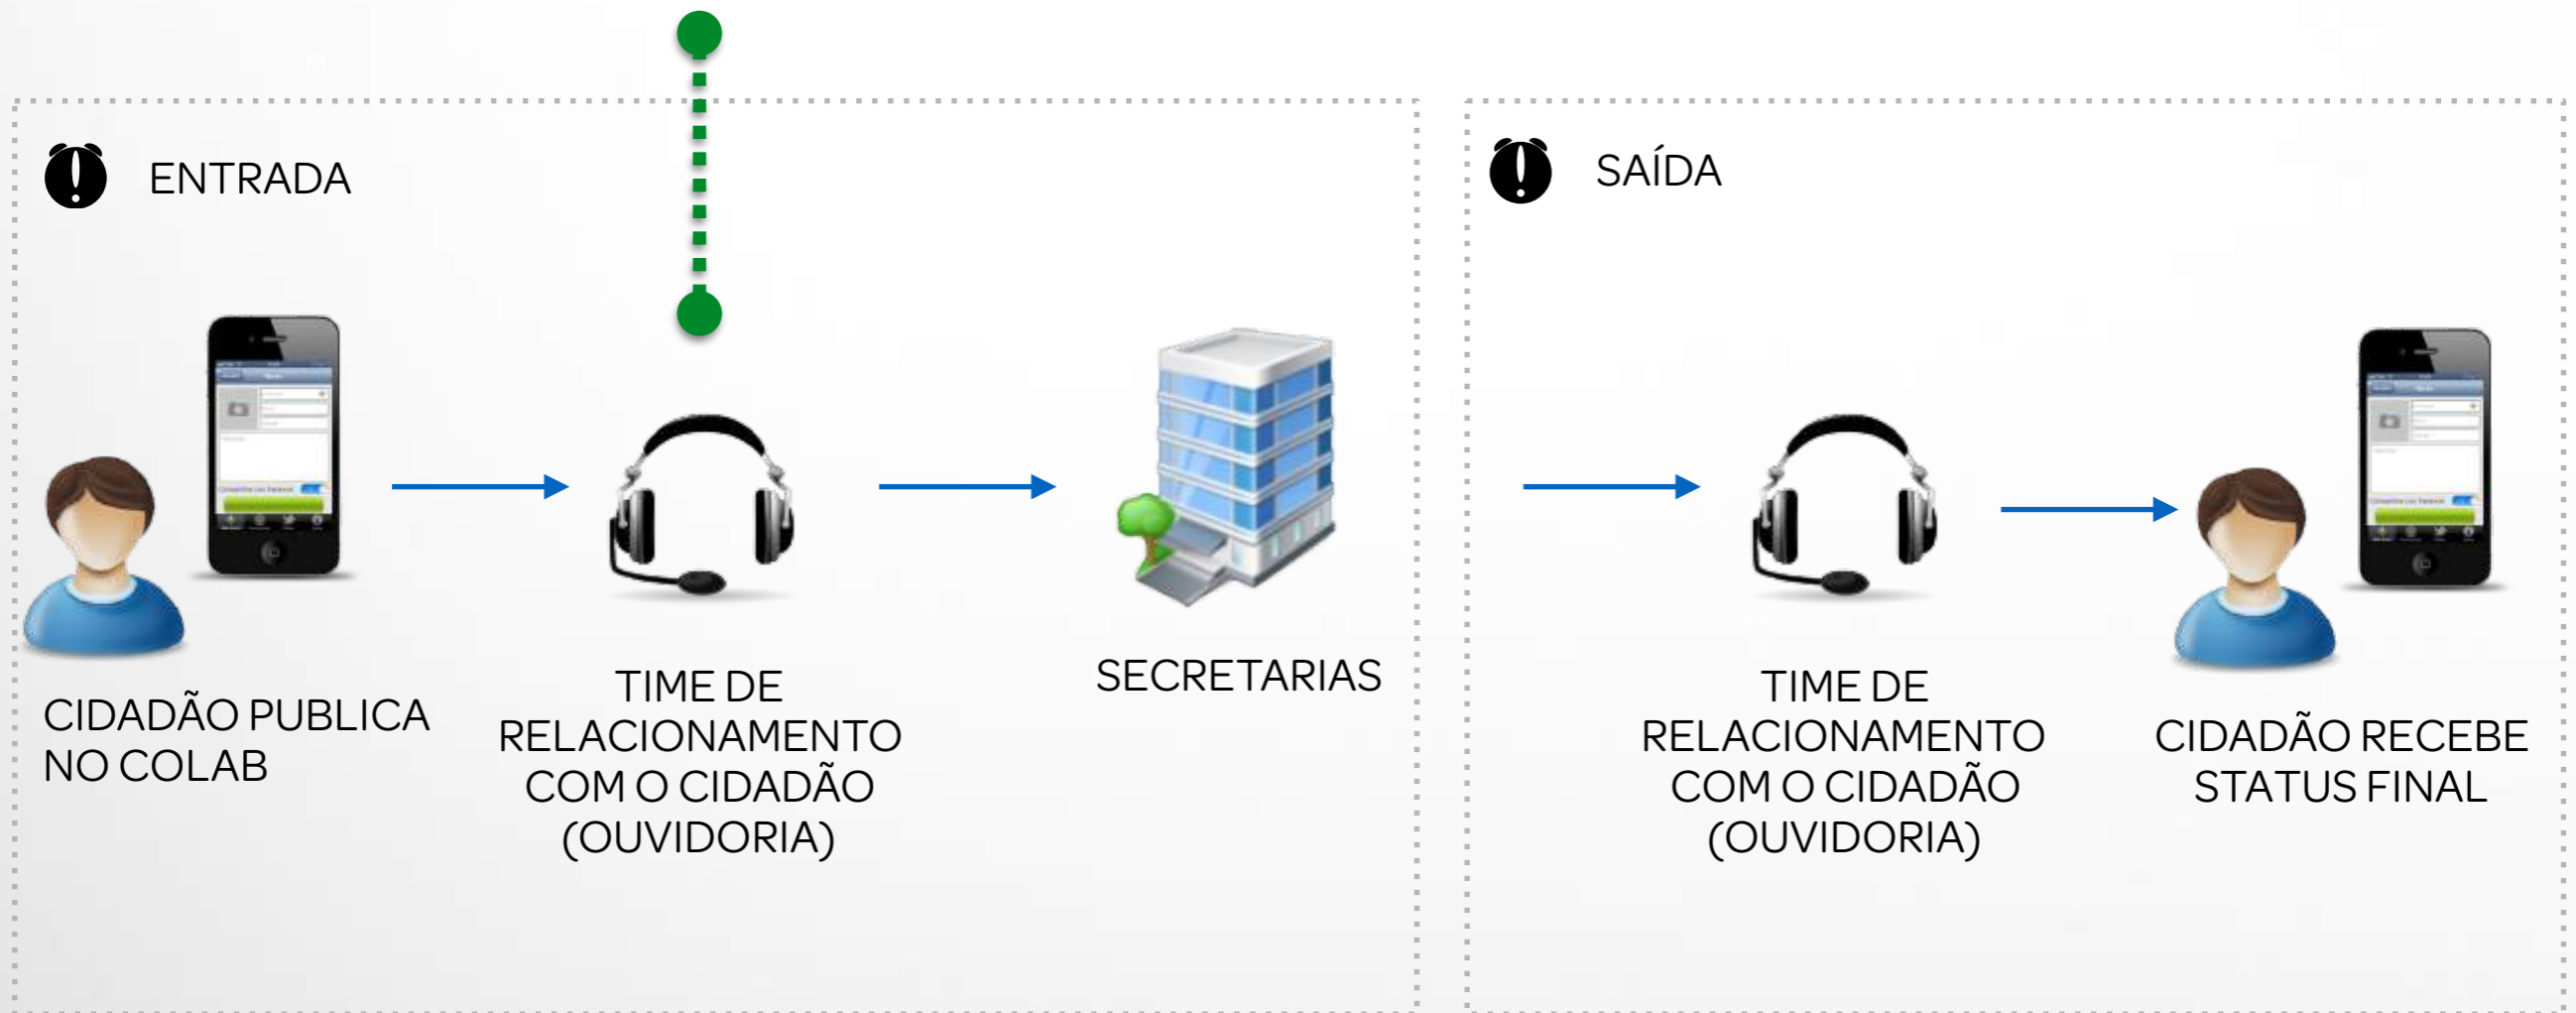 ENTRADA
CIDADÃO PUBLICA
NO COLAB
TIME DE
RELACIONAMENTO
COM O CIDADÃO
(OUVIDORIA)
SECRETARIAS
SAÍDA
TIME DE
RELACIONAMENTO
COM O CIDADÃO
(OUVIDORIA)
CIDADÃO RECEBE
STATUS FINAL